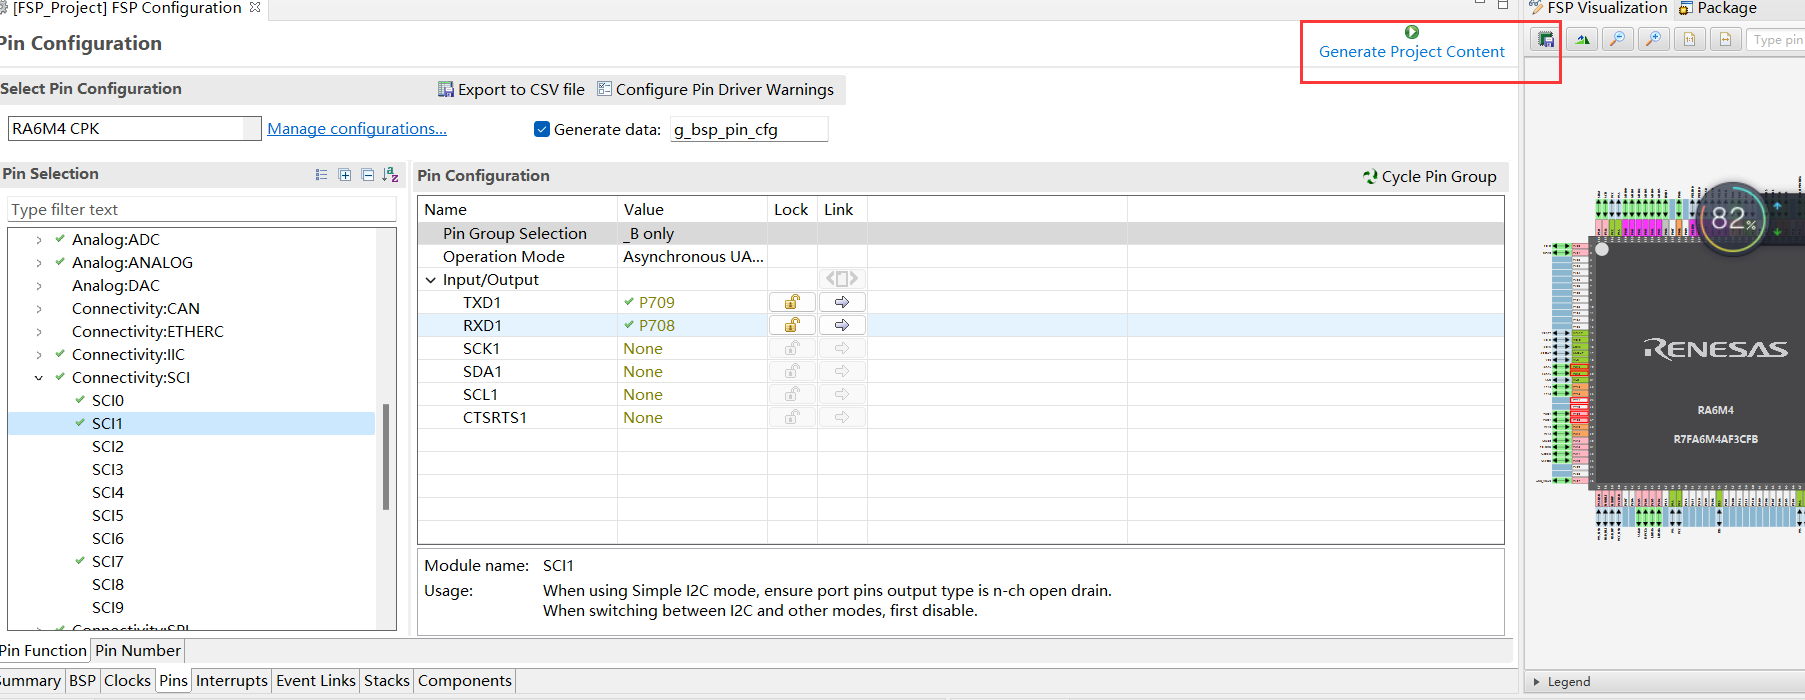 [FSP_Project] FSP Configuration
FSP Visualization
Package
Pin Configuration
Generate Project Content
Type pin
Select Pin Configuration
Export to CSV file
Configure Pin Driver Warnings
RA6M4 CPK
Manage configurations...
Generate data:
g_bsp_pin_cfg
Pin Selection
Pin Configuration
Cycle Pin Group
Type filter text
Analog:ADC
Analog:ANALOG
Analog:DAC
Connectivity:CAN
Connectivity:ETHERC
Connectivity:IIC
Connectivity:SCI
SCI0
SCI1
SCI2
SCI3
SCI4
SCI5
SCI6
SCI7
SCI8
SCI9
Connectivity:SPI
Name Value Lock Link
Pin Group Selection _B only
Operation Mode Asynchronous UA...
Input/Output
TXD1 P709
RXD1 P708
SCK1 None
SDA1 None
SCL1 None
CTSRTS1 None
Module name: SCI1
Usage: When using Simple I2C mode, ensure port pins output type is n-ch open drain.
When switching between I2C and other modes, first disable.
Pin Function Pin Number
Summary BSP Clocks Pins Interrupts Event Links Stacks Components
82%
RENESAS
RA6M4
R7FA6M4AF3CFB
Legend